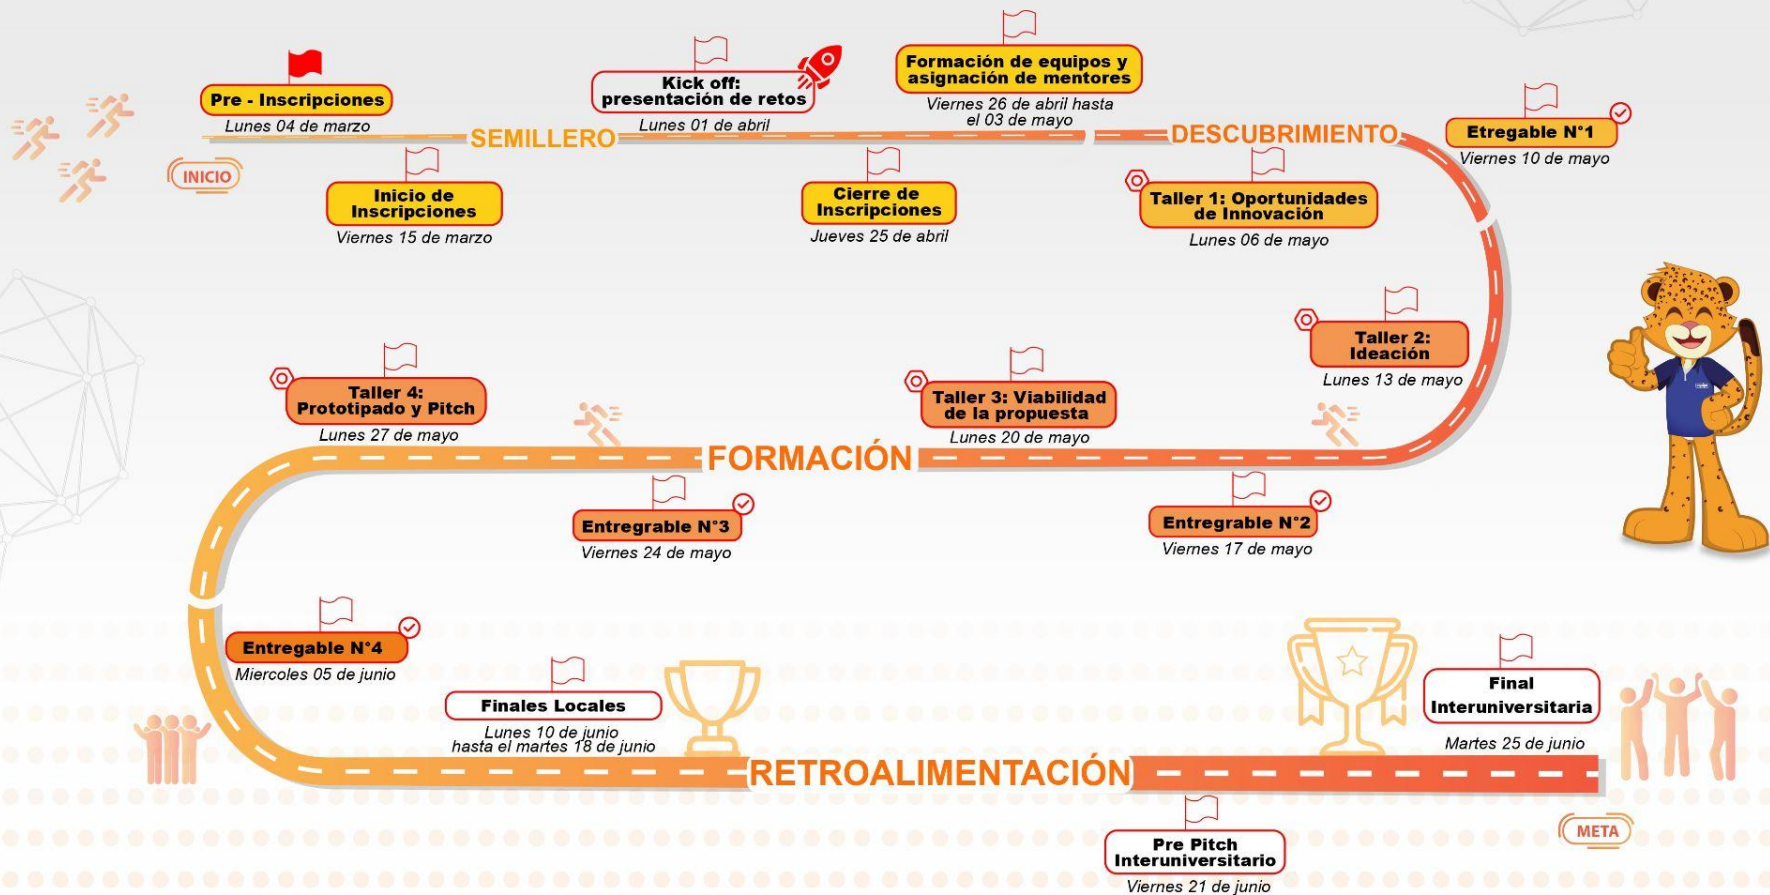 Pre - Inscripciones
Lunes 04 de marzo
Kick off:
presentación de retos
Lunes 01 de abril
Formación de equipos y
asignación de mentores
Viernes 26 de abril hasta
el 03 de mayo
Etregable N°1
Viernes 10 de mayo
SEMILLERO
DESCUBRIMIENTO
INICIO
Inicio de
Inscripciones
Viernes 15 de marzo
Cierre de
Inscripciones
Jueves 25 de abril
Taller 1: Oportunidades
de Innovación
Lunes 06 de mayo
Taller 2:
Ideación
Lunes 13 de mayo
Taller 3: Viabilidad
de la propuesta
Lunes 20 de mayo
Taller 4:
Prototipado y Pitch
Lunes 27 de mayo
FORMACIÓN
Entregrable N°3
Viernes 24 de mayo
Entregrable N°2
Viernes 17 de mayo
Entregable N°4
Miercoles 05 de junio
Finales Locales
Lunes 10 de junio
hasta el martes 18 de junio
Final
Interuniversitaria
Martes 25 de junio
RETROALIMENTACIÓN
META
Pre Pitch
Interuniversitario
Viernes 21 de junio